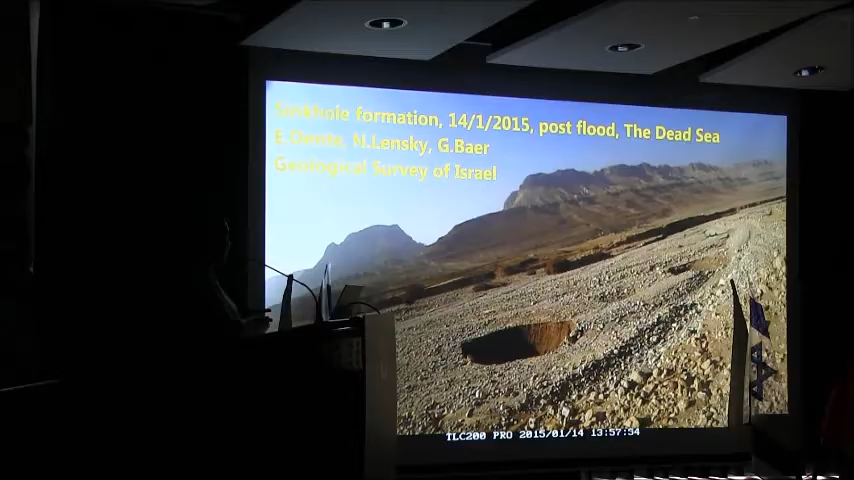 Sinkhole formation, 14/1/2015, post flood, The Dead Sea
E.Dente, N.Lensky, G.Baer
Geological Survey of Israel
TLC200 PRO 2015/01/14 13:57:54